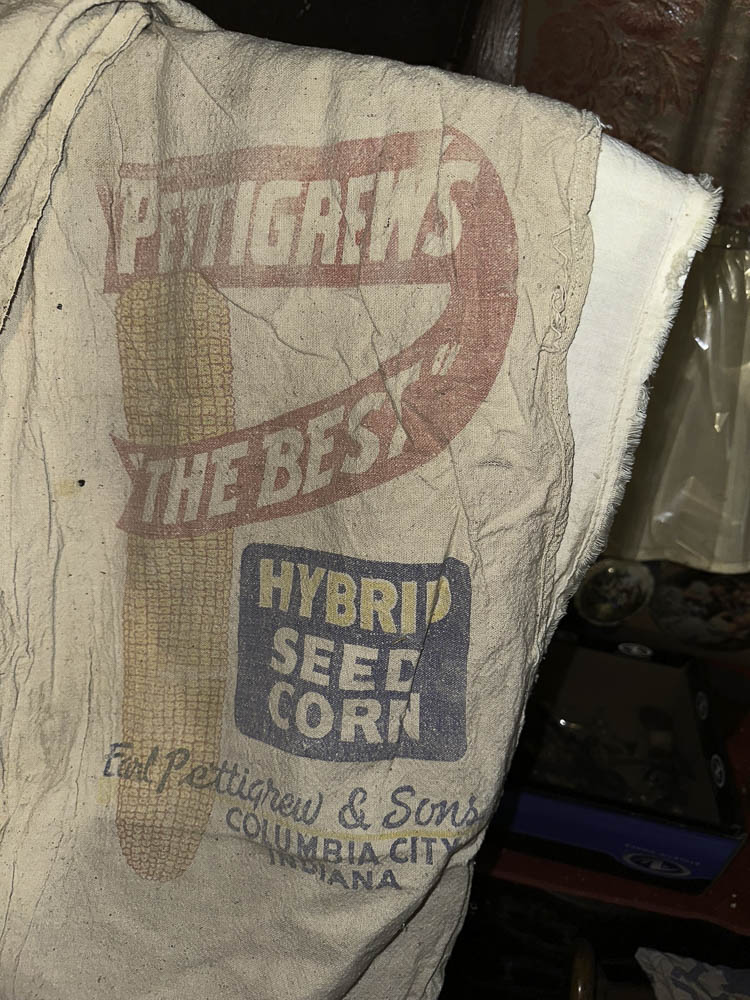 PETTIGREW'S
"THE BEST"
HYBRID
SEED
CORN
Earl Pettigrew & Sons
COLUMBIA CITY
INDIANA